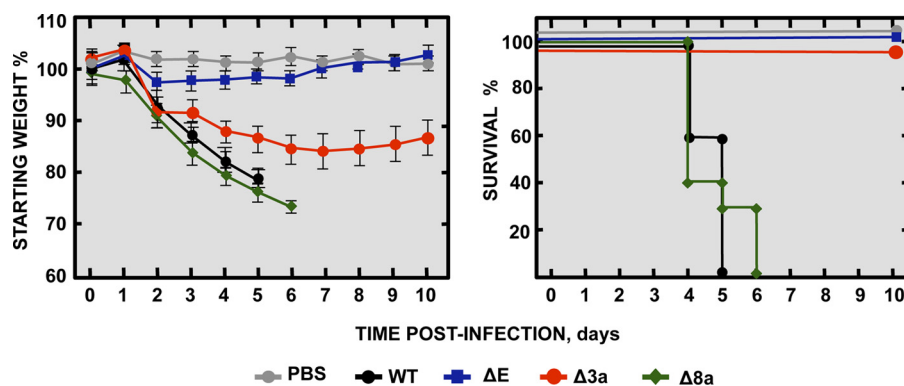 STARTING WEIGHT %
110
100
90
80
70
60
0 1 2 3 4 5 6 7 8 9 10
SURVIVAL %
100
80
60
40
20
0 1 2 3 4 5 6 7 8 9 10
TIME POST-INFECTION, days
PBS WT ΔE Δ3a Δ8a